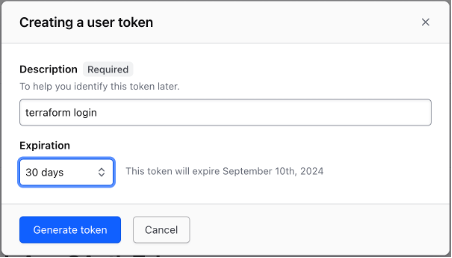 Creating a user token
Description Required
To help you identify this token later.
terraform login
Expiration
30 days This token will expire September 10th, 2024
Generate token Cancel